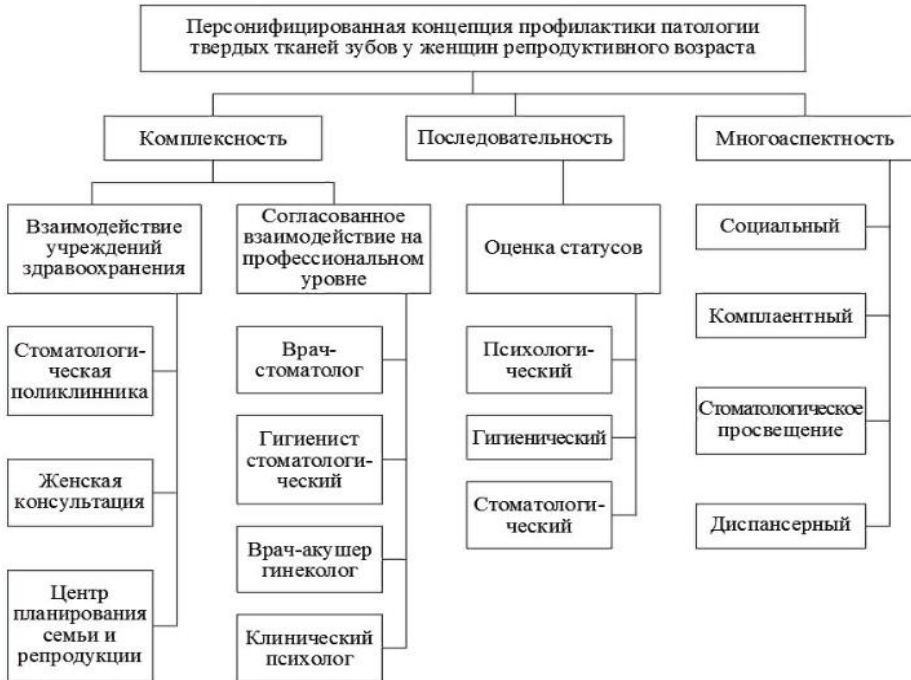 Персонифицированная концепция профилактики патологии
твердых тканей зубов у женщин репродуктивного возраста
Комплексность
Последовательность
Многоаспектность
Взаимодействие
учреждений
здравоохранения
Согласованное
взаимодействие на
профессиональном
уровне
Оценка статусов
Социальный
Комплаентный
Стоматологическое
просвещение
Диспансерный
Стоматологи-
ческая
поликлинника
Женская
консультация
Центр
планирования
семьи и
репродукции
Врач-
стоматолог
Гигиенист
стоматологи-
ческий
Врач-акушер
гинеколог
Клинический
психолог
Психологи-
ческий
Гигиенический
Стоматологи-
ческий